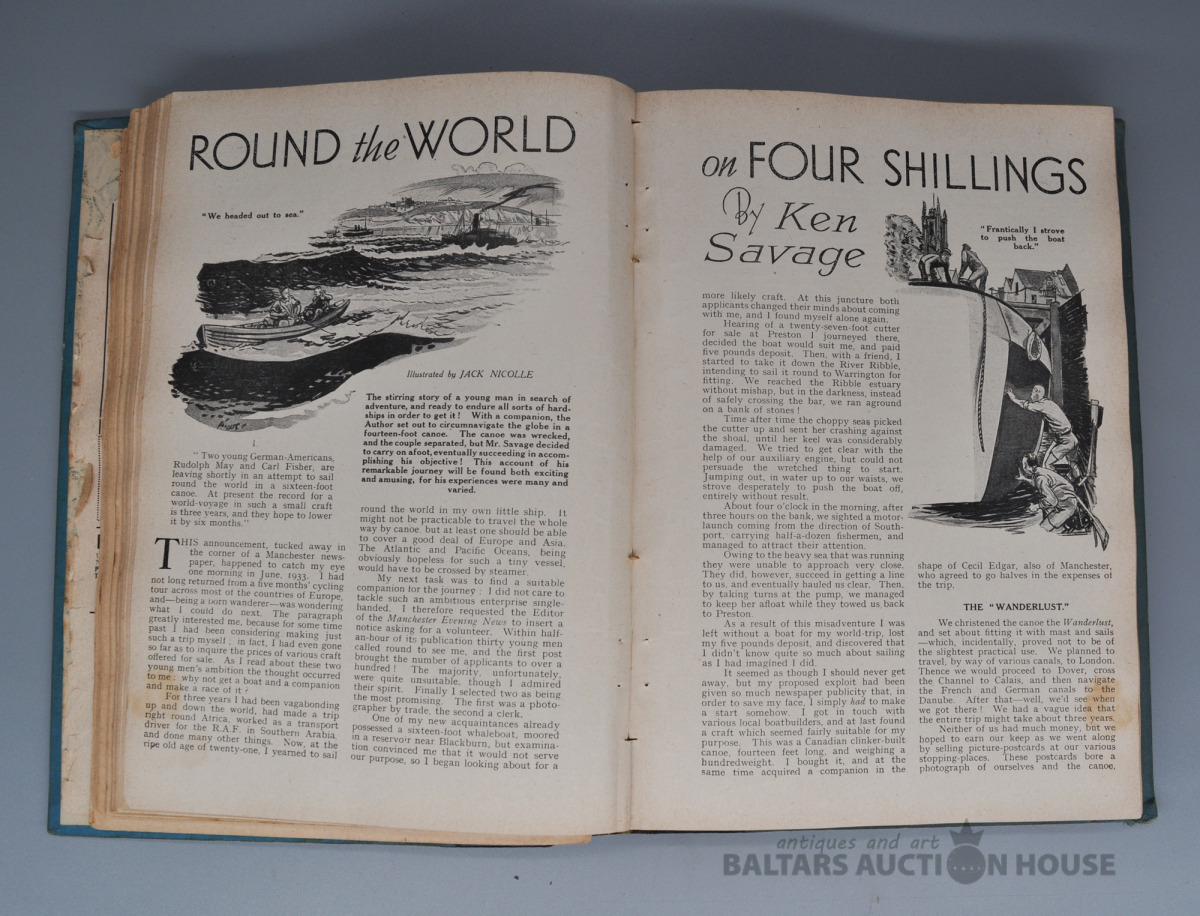 ROUND the WORLD
"We headed out to sea."
Illustrated by JACK NICOLLE
The stirring story of a young man in search of
adventure, and ready to endure all sorts of hard-
ships in order to get it! With a companion, the
Author set out to circumnavigate the globe in a
fourteen-foot canoe. The canoe was wrecked,
and the couple separated, but Mr. Savage decided
to carry on afoot, eventually succeeding in accom-
plishing his objective! This account of his
remarkable journey will be found both exciting
and amusing, for his experiences were many and
varied.
I.
"Two young German-Americans,
Rudolph May and Carl Fisher, are
leaving shortly in an attempt to sail
round the world in a sixteen-foot
canoe. At present the record for a
world-voyage in such a small craft
is three years, and they hope to lower
it by six months."
THIS announcement, tucked away in
the corner of a Manchester news-
paper, happened to catch my eye
one morning in June, 1933. I had
not long returned from a five months' cycling
tour across most of the countries of Europe,
and—being a born wanderer—was wondering
what I could do next. The paragraph
greatly interested me, because for some time
past I had been considering making just
such a trip myself; in fact, I had even gone
so far as to inquire the prices of various craft
offered for sale. As I read about these two
young men's ambition the thought occurred
to me: why not get a boat and a companion
and make a race of it?
For three years I had been vagabonding
up and down the world, had made a trip
right round Africa, worked as a transport
driver for the R.A.F. in Southern Arabia,
and done many other things. Now, at the
ripe old age of twenty-one, I yearned to sail
round the world in my own little ship. It
might not be practicable to travel the whole
way by canoe, but at least one should be able
to cover a good deal of Europe and Asia.
The Atlantic and Pacific Oceans, being
obviously hopeless for such a tiny vessel,
would have to be crossed by steamer.
My next task was to find a suitable
companion for the journey; I did not care to
tackle such an ambitious enterprise single-
handed. I therefore requested the Editor
of the Manchester Evening News to insert a
notice asking for a volunteer. Within half-
an-hour of its publication thirty young men
called round to see me, and the first post
brought the number of applicants to over a
hundred! The majority, unfortunately,
were quite unsuitable, though I admired
their spirit. Finally I selected two as being
the most promising. The first was a photo-
grapher by trade, the second a clerk.
One of my new acquaintances already
possessed a sixteen-foot whaleboat, moored
in a reservoir near Blackburn, but examina-
tion convinced me that it would not serve
our purpose, so I began looking about for a
on FOUR SHILLINGS
By Ken
Savage
"Frantically I strove
to push the boat
back."
more likely craft. At this juncture both
applicants changed their minds about coming
with me, and I found myself alone again.
Hearing of a twenty-seven-foot cutter
for sale at Preston I journeyed there,
decided the boat would suit me, and paid
five pounds deposit. Then, with a friend, I
started to take it down the River Ribble,
intending to sail it round to Warrington for
fitting. We reached the Ribble estuary
without mishap, but in the darkness, instead
of safely crossing the bar, we ran aground
on a bank of stones!
Time after time the choppy seas picked
the cutter up and sent her crashing against
the shoal, until her keel was considerably
damaged. We tried to get clear with the
help of our auxiliary engine, but could not
persuade the wretched thing to start.
Jumping out, in water up to our waists, we
strove desperately to push the boat off,
entirely without result.
About four o'clock in the morning, after
three hours on the bank, we sighted a motor-
launch coming from the direction of South-
port, carrying half-a-dozen fishermen, and
managed to attract their attention.
Owing to the heavy sea that was running
they were unable to approach very close.
They did, however, succeed in getting a line
to us, and eventually hauled us clear. Then,
by taking turns at the pump, we managed
to keep her afloat while they towed us back
to Preston.
As a result of this misadventure I was
left without a boat for my world-trip, lost
my five pounds deposit, and discovered that
I didn't know quite so much about sailing
as I had imagined I did.
It seemed as though I should never get
away, but my proposed exploit had been
given so much newspaper publicity that, in
order to save my face, I simply had to make
a start somehow. I got in touch with
various local boatbuilders, and at last found
a craft which seemed fairly suitable for my
purpose. This was a Canadian clinker-built
canoe, fourteen feet long, and weighing a
hundredweight. I bought it, and at the
same time acquired a companion in the
shape of Cecil Edgar, also of Manchester,
who agreed to go halves in the expenses of
the trip.
THE "WANDERLUST."
We christened the canoe the Wanderlust,
and set about fitting it with mast and sails
—which, incidentally, proved not to be of
the slightest practical use. We planned to
travel, by way of various canals, to London.
Thence we would proceed to Dover, cross
the Channel to Calais, and then navigate
the French and German canals to the
Danube. After that—well, we'd see when
we got there! We had a vague idea that
the entire trip might take about three years.
Neither of us had much money, but we
hoped to earn our keep as we went along
by selling picture-postcards at our various
stopping-places. These postcards bore a
photograph of ourselves and the canoe,
antiques and art
BALTARS AUCTION HOUSE